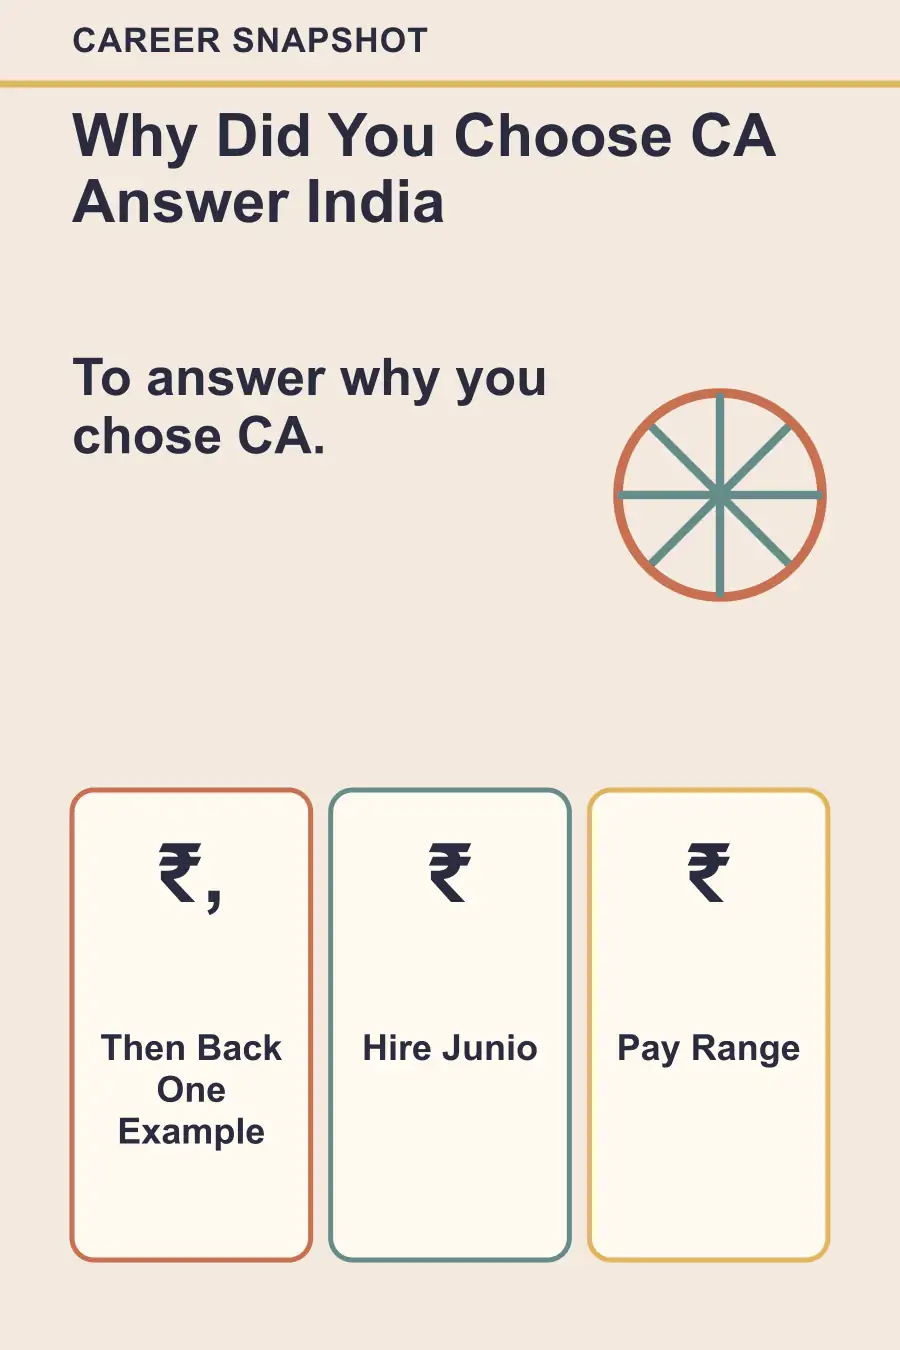 CAREER SNAPSHOT
Why Did You Choose CA
Answer India
To answer why you
chose CA.
₹,
Then Back
One
Example
₹
Hire Junio
₹
Pay Range